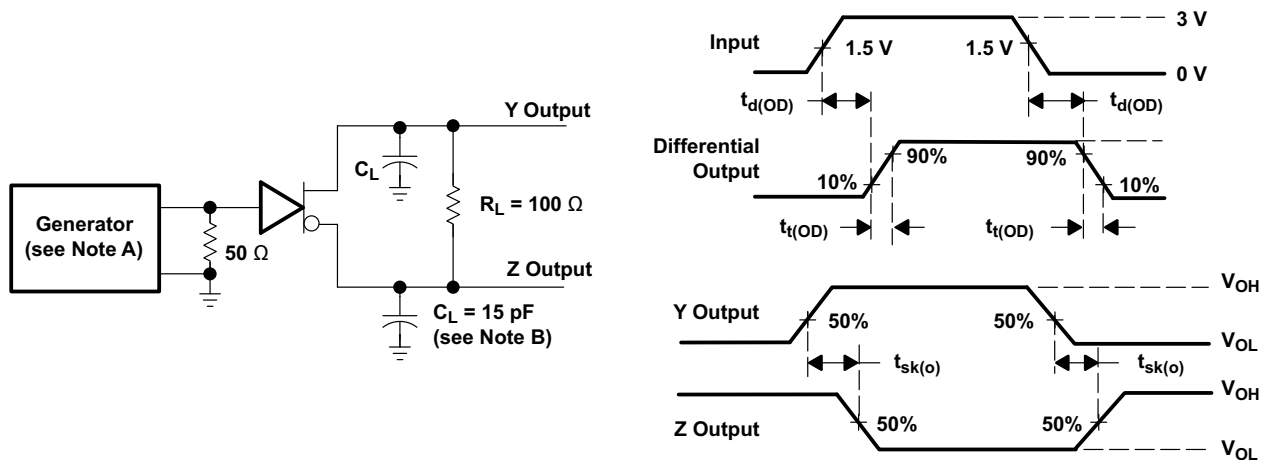 Generator
(see Note A)
50 Ω
C_L
Y Output
R_L = 100 Ω
Z Output
C_L = 15 pF
(see Note B)
Input
1.5 V
1.5 V
3 V
0 V
t_d(OD)
t_d(OD)
Differential
Output
10%
90%
90%
10%
t_t(OD)
t_t(OD)
Y Output
50%
50%
V_OH
V_OL
t_sk(o)
t_sk(o)
Z Output
50%
50%
V_OH
V_OL